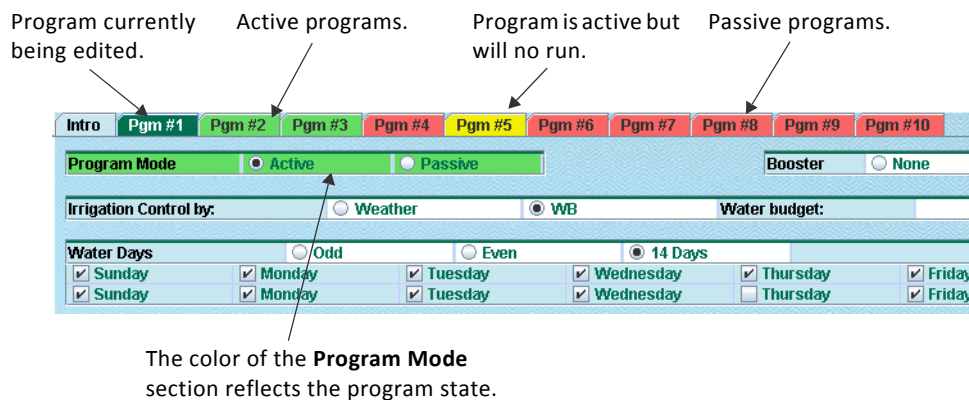 Program currently
being edited.
Active programs.
Program is active but
will no run.
Passive programs.
Intro Pgm #1 Pgm #2 Pgm #3 Pgm #4 Pgm #5 Pgm #6 Pgm #7 Pgm #8 Pgm #9 Pgm #10
Program Mode Active Passive Booster None
Irrigation Control by: Weather WB Water budget:
Water Days Odd Even 14 Days
Sunday Monday Tuesday Wednesday Thursday Friday
Sunday Monday Tuesday Wednesday Thursday Friday
The color of the Program Mode
section reflects the program state.